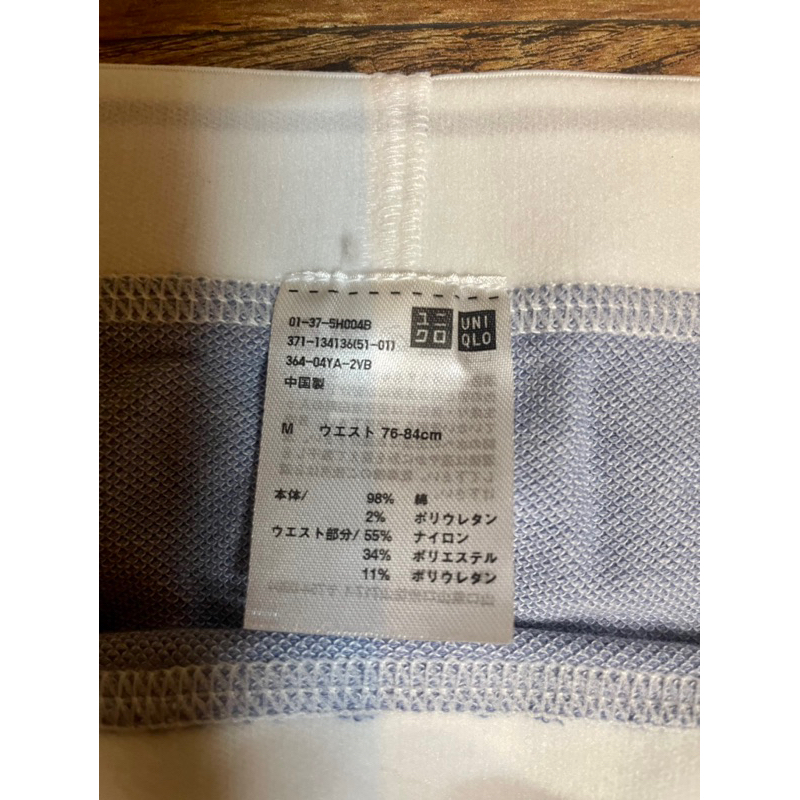 01-37-5H004B
371-134136(51-01)
364-04YA-2YB
中国製
ユニ
クロ
UNI
QLO
M ウエスト 76-84cm
本体/ 98% 綿
2% ポリウレタン
ウエスト部分/ 55% ナイロン
34% ポリエステル
11% ポリウレタン